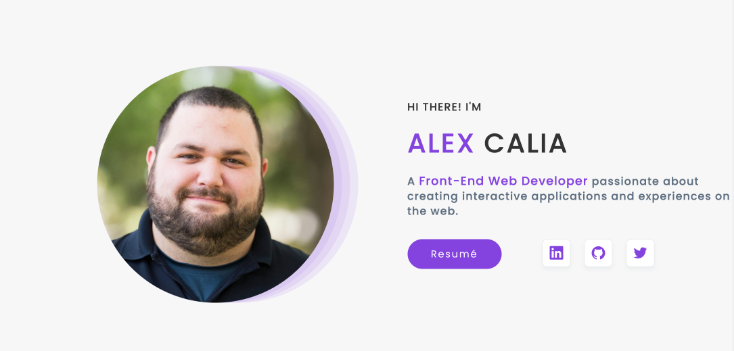 HI THERE! I'M
ALEX CALIA
A Front-End Web Developer passionate about
creating interactive applications and experiences on
the web.
Resumé
in